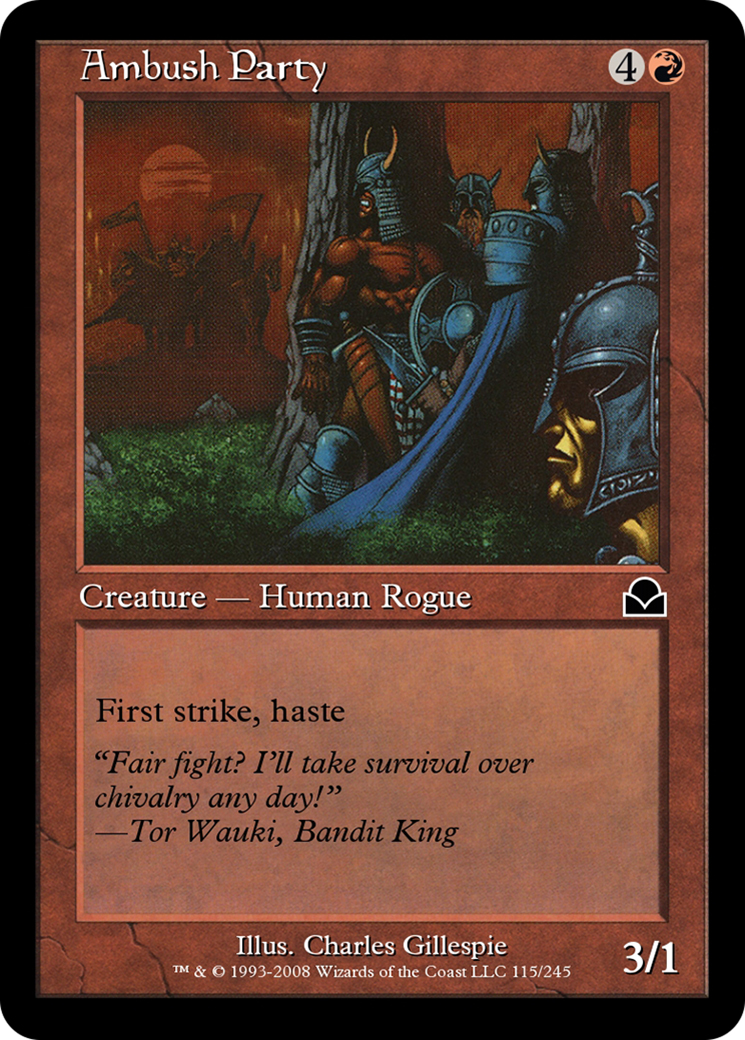 Ambush Party 4
Creature — Human Rogue
First strike, haste
“Fair fight? I’ll take survival over
chivalry any day!”
—Tor Wauki, Bandit King
Illus. Charles Gillespie
™ & © 1993-2008 Wizards of the Coast LLC 115/245
3/1